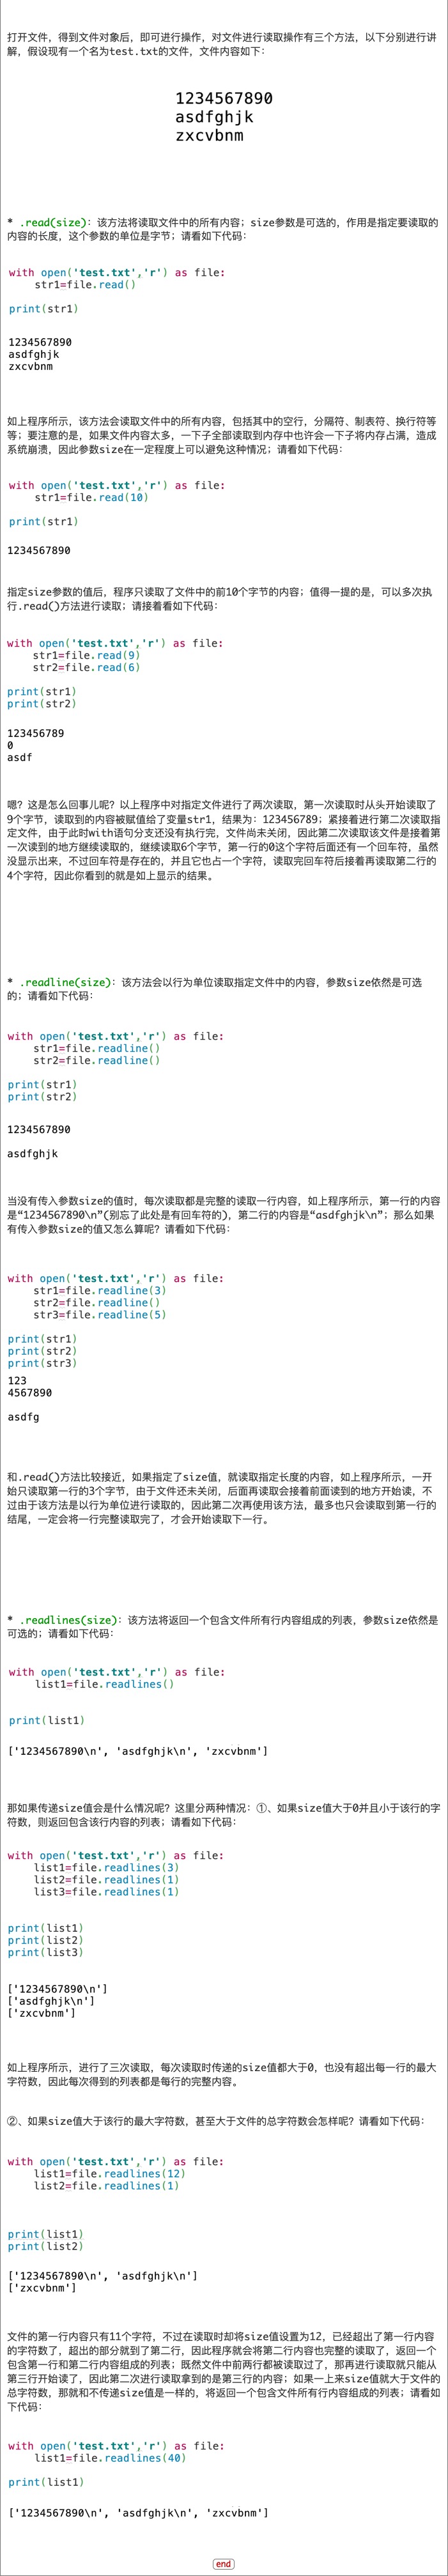 打开文件，得到文件对象后，即可进行操作，对文件进行读取操作有三个方法，以下分别进行讲
解，假设现有一个名为test.txt的文件，文件内容如下：
1234567890
asdfghjk
zxcvbnm
* .read(size)：该方法将读取文件中的所有内容；size参数是可选的，作用是指定要读取的
内容的长度，这个参数的单位是字节；请看如下代码：
with open('test.txt','r') as file:
    str1=file.read()
print(str1)
1234567890
asdfghjk
zxcvbnm
如上程序所示，该方法会读取文件中的所有内容，包括其中的空行，分隔符、制表符、换行符等
等；要注意的是，如果文件内容太多，一下子全部读取到内存中也许会一下子将内存占满，造成
系统崩溃，因此参数size在一定程度上可以避免这种情况；请看如下代码：
with open('test.txt','r') as file:
    str1=file.read(10)
print(str1)
1234567890
指定size参数的值后，程序只读取了文件中的前10个字节的内容；值得一提的是，可以多次执
行.read()方法进行读取；请接着看如下代码：
with open('test.txt','r') as file:
    str1=file.read(9)
    str2=file.read(6)
print(str1)
print(str2)
123456789
0
asdf
嗯？这是怎么回事儿呢？以上程序中对指定文件进行了两次读取，第一次读取时从头开始读取了
9个字节，读取到的内容被赋值给了变量str1，结果为：123456789；紧接着进行第二次读取指
定文件，由于此时with语句分支还没有执行完，文件尚未关闭，因此第二次读取该文件是接着第
一次读到的地方继续读取的，继续读取6个字节，第一行的0这个字符后面还有一个回车符，虽然
没显示出来，不过回车符是存在的，并且它也占一个字符，读取完回车符后接着再读取第二行的
4个字符，因此你看到的就是如上显示的结果。
* .readline(size)：该方法会以行为单位读取指定文件中的内容，参数size依然是可选
的；请看如下代码：
with open('test.txt','r') as file:
    str1=file.readline()
    str2=file.readline()
print(str1)
print(str2)
1234567890
asdfghjk
当没有传入参数size的值时，每次读取都是完整的读取一行内容，如上程序所示，第一行的内容
是“1234567890\n”(别忘了此处是有回车符的)，第二行的内容是“asdfghjk\n”；那么如果
有传入参数size的值又怎么算呢？请看如下代码：
with open('test.txt','r') as file:
    str1=file.readline(3)
    str2=file.readline()
    str3=file.readline(5)
print(str1)
print(str2)
print(str3)
123
4567890
asdfg
和.read()方法比较接近，如果指定了size值，就读取指定长度的内容，如上程序所示，一开
始只读取第一行的3个字节，由于文件还未关闭，后面再读取会接着前面读到的地方开始读，不
过由于该方法是以行为单位进行读取的，因此第二次再使用该方法，最多也只会读取到第一行的
结尾，一定会将一行完整读取完了，才会开始读取下一行。
* .readlines(size)：该方法将返回一个包含文件所有行内容组成的列表，参数size依然是
可选的；请看如下代码：
with open('test.txt','r') as file:
    list1=file.readlines()
print(list1)
['1234567890\n', 'asdfghjk\n', 'zxcvbnm']
那如果传递size值会是什么情况呢？这里分两种情况：①、如果size值大于0并且小于该行的字
符数，则返回包含该行内容的列表；请看如下代码：
with open('test.txt','r') as file:
    list1=file.readlines(3)
    list2=file.readlines(1)
    list3=file.readlines(1)
print(list1)
print(list2)
print(list3)
['1234567890\n']
['asdfghjk\n']
['zxcvbnm']
如上程序所示，进行了三次读取，每次读取时传递的size值都大于0，也没有超出每一行的最大
字符数，因此每次得到的列表都是每行的完整内容。
②、如果size值大于该行的最大字符数，甚至大于文件的总字符数会怎样呢？请看如下代码：
with open('test.txt','r') as file:
    list1=file.readlines(12)
    list2=file.readlines(1)
print(list1)
print(list2)
['1234567890\n', 'asdfghjk\n']
['zxcvbnm']
文件的第一行内容只有11个字符，不过在读取时却将size值设置为12，已经超出了第一行内容
的字符数了，超出的部分就到了第二行，因此程序就会将第二行内容也完整的读取了，返回一个
包含第一行和第二行内容组成的列表；既然文件中前两行都被读取过了，那再进行读取就只能从
第三行开始读了，因此第二次进行读取拿到的是第三行的内容；如果一上来size值就大于文件的
总字符数，那就和不传递size值是一样的，将返回一个包含文件所有行内容组成的列表；请看如
下代码：
with open('test.txt','r') as file:
    list1=file.readlines(40)
print(list1)
['1234567890\n', 'asdfghjk\n', 'zxcvbnm']
end